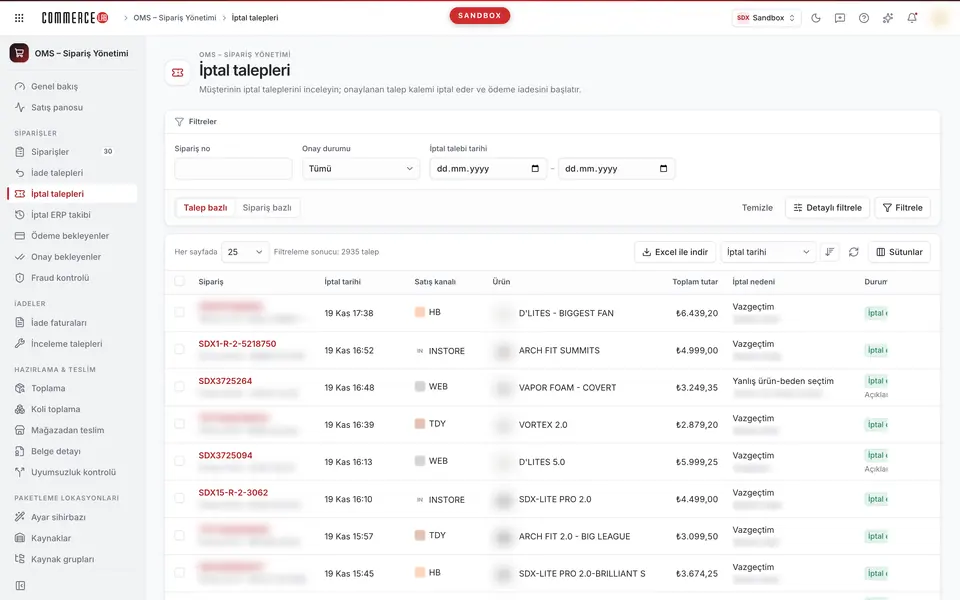 COMMERCE LAB
OMS – Sipariş Yönetimi
İptal talepleri
SANDBOX
SDX Sandbox
OMS – Sipariş Yönetimi
Genel bakış
Satış panosu
SİPARİŞLER
Siparişler 30
İade talepleri
İptal talepleri
İptal ERP takibi
Ödeme bekleyenler
Onay bekleyenler
Fraud kontrolü
İADELER
İade faturaları
İnceleme talepleri
HAZIRLAMA & TESLİM
Toplama
Koli toplama
Mağazadan teslim
Belge detayı
Uyumsuzluk kontrolü
PAKETLEME LOKASYONLARI
Ayar sihirbazı
Kaynaklar
Kaynak grupları
OMS – SİPARİŞ YÖNETİMİ
İptal talepleri
Müşterinin iptal taleplerini inceleyin; onaylanan talep kalemi iptal eder ve ödeme iadesini başlatır.
Filtreler
Sipariş no Onay durumu İptal talebi tarihi
Tümü dd.mm.yyyy - dd.mm.yyyy
Talep bazlı Sipariş bazlı Temizle Detaylı filtrele Filtrele
Her sayfada 25 Filtreleme sonucu: 2935 talep Excel ile indir İptal tarihi Sütunlar
Sipariş İptal tarihi Satış kanalı Ürün Toplam tutar İptal nedeni Durum
19 Kas 17:38 HB D'LITES - BIGGEST FAN ₺6.439,20 Vazgeçtim İptal
SDX1-R-2-5218750 19 Kas 16:52 IN INSTORE ARCH FIT SUMMITS ₺4.999,00 Vazgeçtim İptal
SDX3725264 19 Kas 16:48 WEB VAPOR FOAM - COVERT ₺3.249,35 Yanlış ürün-beden seçtim İptal
19 Kas 16:39 TDY VORTEX 2.0 ₺2.879,20 Vazgeçtim İptal
SDX3725094 19 Kas 16:13 WEB D'LITES 5.0 ₺5.999,25 Vazgeçtim İptal
SDX15-R-2-3062 19 Kas 16:10 IN INSTORE SDX-LITE PRO 2.0 ₺4.499,00 Vazgeçtim İptal
19 Kas 15:57 TDY ARCH FIT 2.0 - BIG LEAGUE ₺3.099,50 Vazgeçtim İptal
19 Kas 15:45 HB SDX-LITE PRO 2.0-BRILLIANT S ₺3.674,25 Vazgeçtim İptal